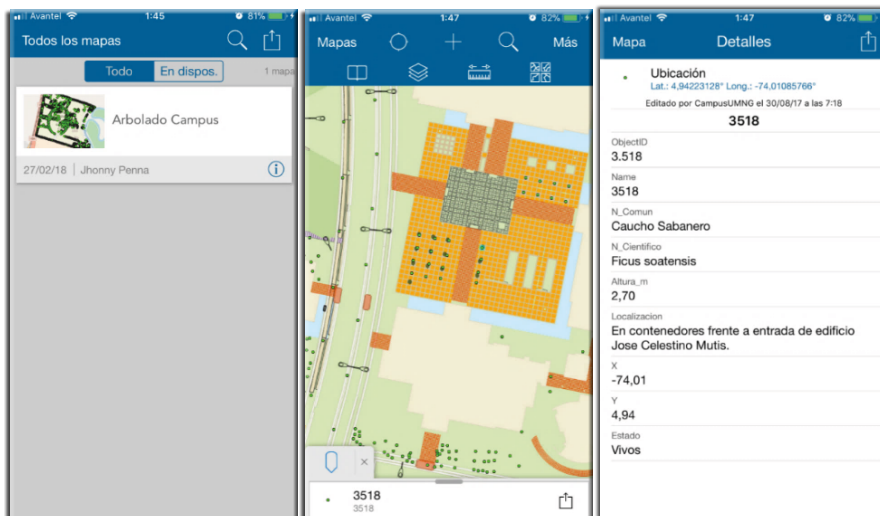 Avantel 1:45 81%
Todos los mapas
Todo En dispos. 1 mapa
Arbolado Campus
27/02/18 | Jhonny Penna
Avantel 1:47 82%
Mapas Más
3518
3518
Avantel 1:47 82%
Mapa Detalles
Ubicación
Lat.: 4,94223128° Long.: -74,01085766°
Editado por CampusUMNG el 30/08/17 a las 7:18
3518
ObjectID
3.518
Name
3518
N_Comun
Caucho Sabanero
N_Cientifico
Ficus soatensis
Altura_m
2,70
Localizacion
En contenedores frente a entrada de edificio
Jose Celestino Mutis.
X
-74,01
Y
4,94
Estado
Vivos